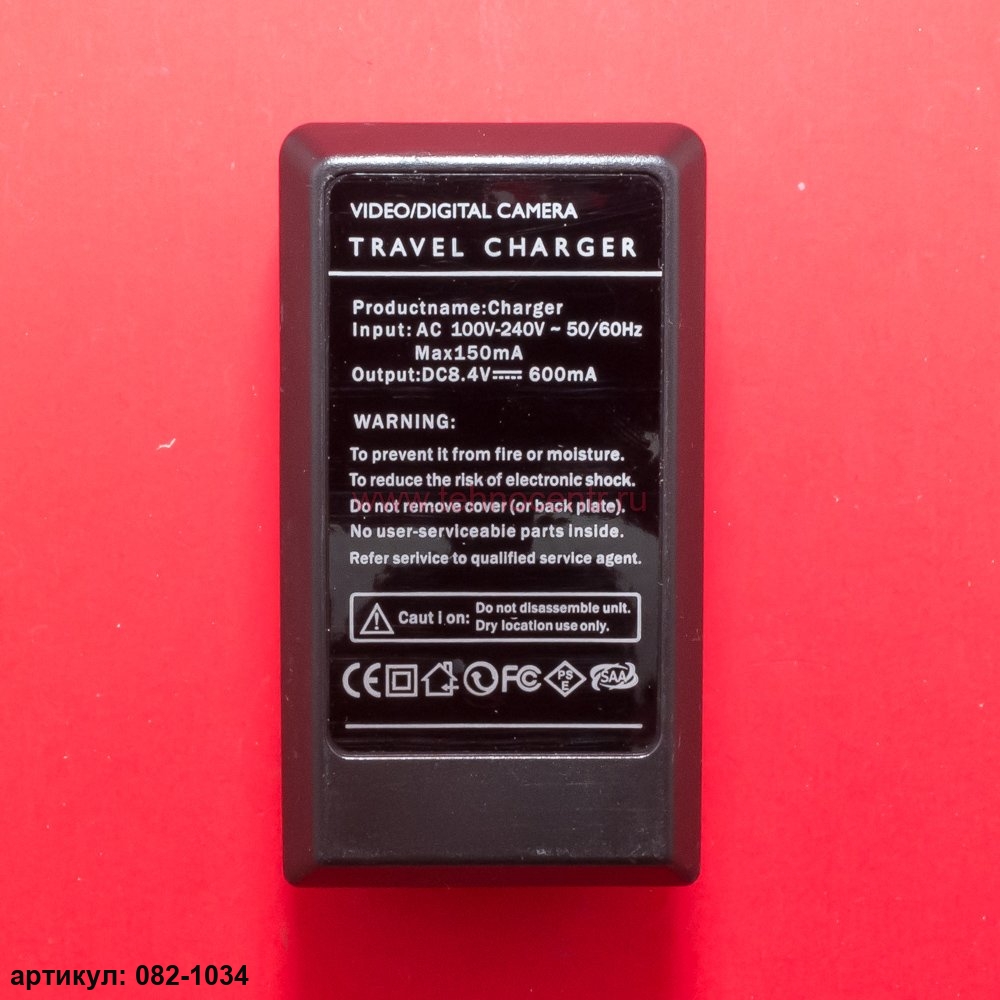 VIDEO/DIGITAL CAMERA
TRAVEL CHARGER
Productname:Charger
Input: AC 100V-240V ~ 50/60Hz
Max150mA
Output:DC8.4V⎓ 600mA
WARNING:
To prevent it from fire or moisture.
To reduce the risk of electronic shock.
www.tehnocentr.ru
Do not remove cover (or back plate).
No user-serviceable parts inside.
Refer serivice to qualified service agent.
Caut I on: Do not disassemble unit.
Dry location use only.
CE FC PS E SAA
артикул: 082-1034